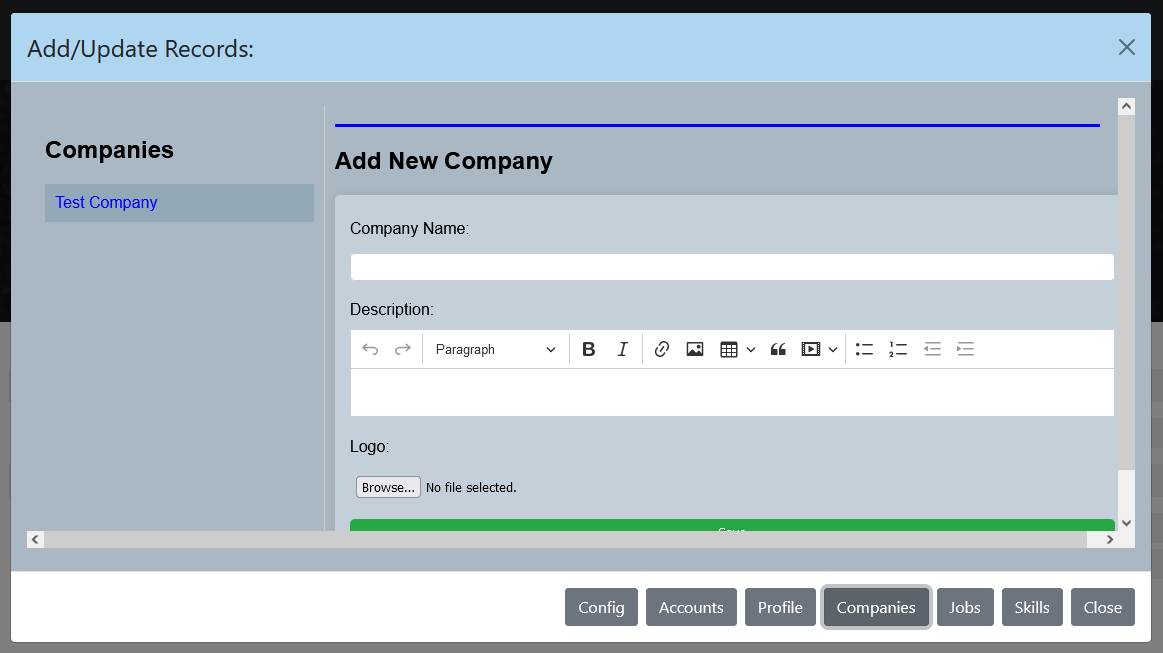 Add/Update Records:
Companies
Test Company
Add New Company
Company Name:
Description:
Paragraph
B I
Logo:
Browse... No file selected.
Save
Config Accounts Profile Companies Jobs Skills Close